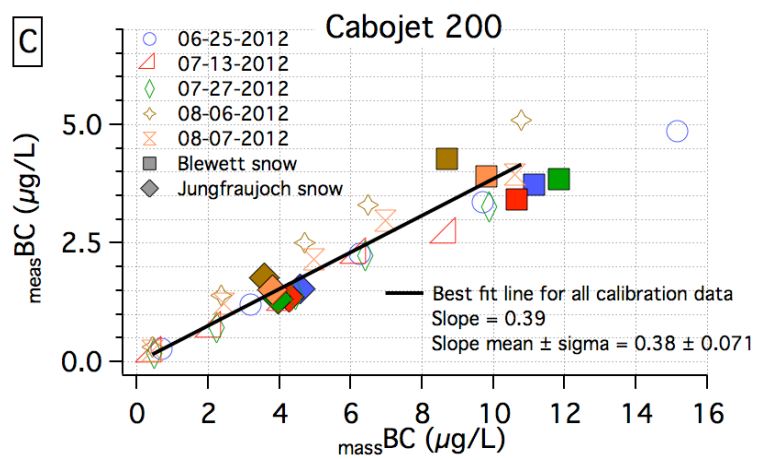 C
Cabojet 200
06-25-2012
07-13-2012
07-27-2012
08-06-2012
08-07-2012
Blewett snow
Jungfraujoch snow
measBC (µg/L)
5.0
2.5
0.0
Best fit line for all calibration data
Slope = 0.39
Slope mean ± sigma = 0.38 ± 0.071
0 2 4 6 8 10 12 14 16
massBC (µg/L)